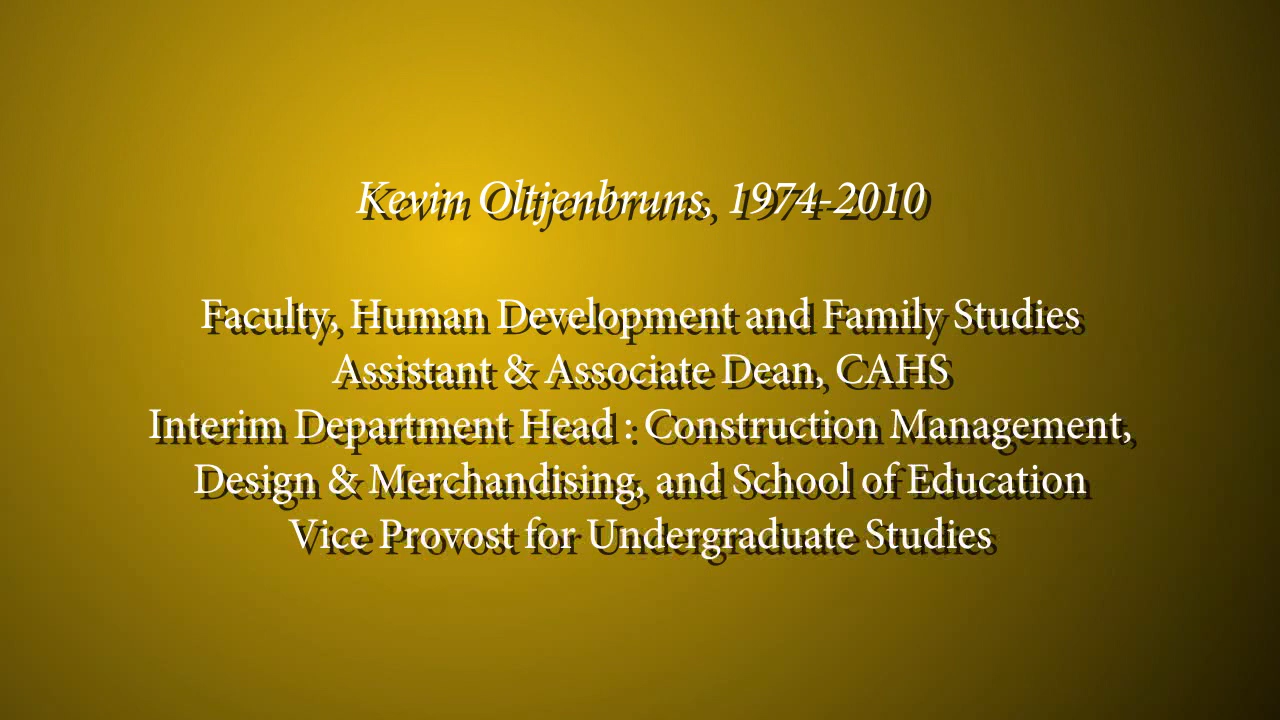 Kevin Oltjenbruns, 1974-2010
Faculty, Human Development and Family Studies
Assistant & Associate Dean, CAHS
Interim Department Head : Construction Management,
Design & Merchandising, and School of Education
Vice Provost for Undergraduate Studies